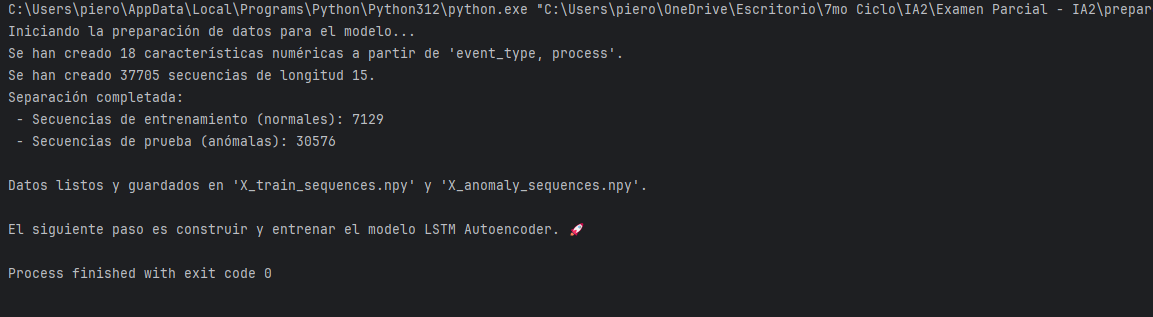 C:\Users\piero\AppData\Local\Programs\Python\Python312\python.exe "C:\Users\piero\OneDrive\Escritorio\7mo Ciclo\IA2\Examen Parcial - IA2\prepar
Iniciando la preparación de datos para el modelo...
Se han creado 18 características numéricas a partir de 'event_type, process'.
Se han creado 37705 secuencias de longitud 15.
Separación completada:
 - Secuencias de entrenamiento (normales): 7129
 - Secuencias de prueba (anómalas): 30576
Datos listos y guardados en 'X_train_sequences.npy' y 'X_anomaly_sequences.npy'.
El siguiente paso es construir y entrenar el modelo LSTM Autoencoder. 🚀
Process finished with exit code 0